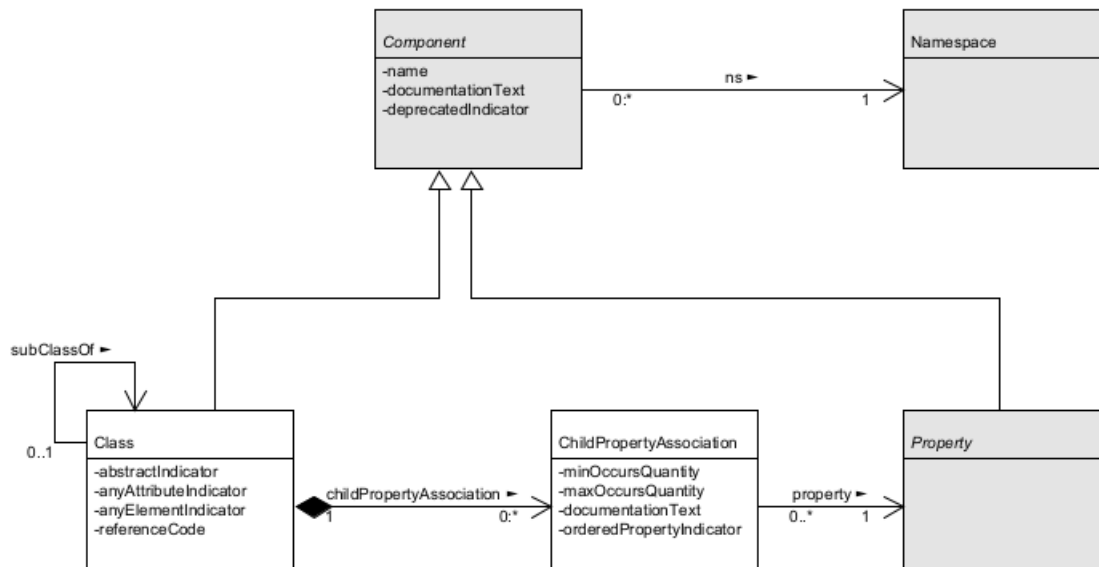 Component
-name
-documentationText
-deprecatedIndicator
ns ►
0:*
1
Namespace
subClassOf ►
0..1
Class
-abstractIndicator
-anyAttributeIndicator
-anyElementIndicator
-referenceCode
childPropertyAssociation ►
1
0:*
ChildPropertyAssociation
-minOccursQuantity
-maxOccursQuantity
-documentationText
-orderedPropertyIndicator
property ►
0..*
1
Property